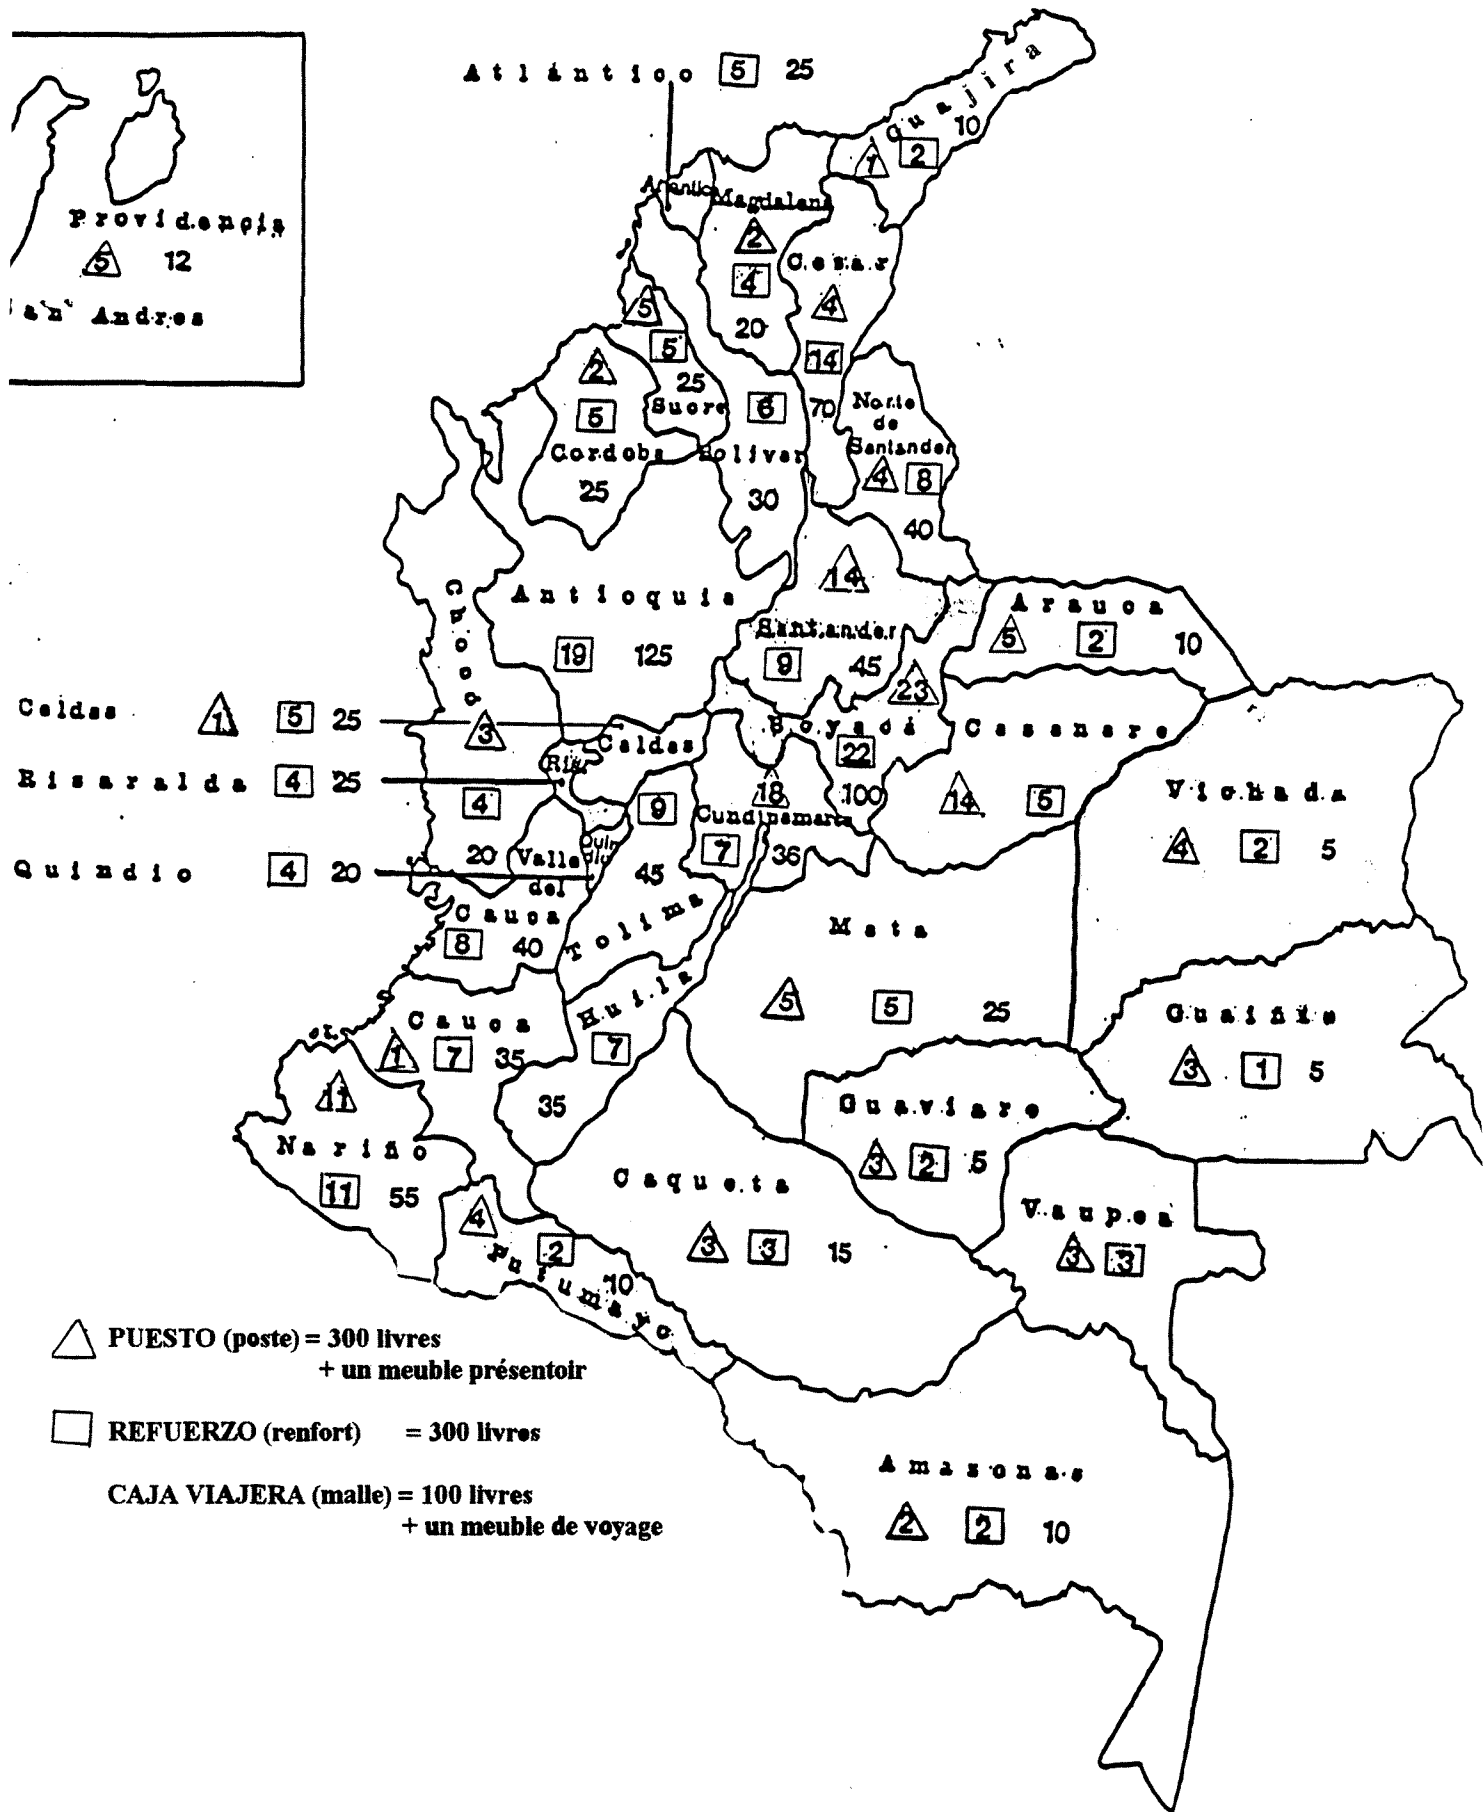 Atlántico 5 25
Guajira
10
1 2
Providencia
5 12
an Andres
Magdalena
2
4
20
Cesar
4
14
70
5
5
25
Sucre
2
5
Cordoba
25
6
Bolivar
30
Norte
de
Santander
4 8
40
Choco
3
4
20
Antioquia
19 125
14
Santander
9 45
Arauca
5 2 10
23
Boyacá
22
100
Casanare
14 5
Vichada
4 2 5
Caldas 1 5 25
Caldas
Risaralda 4 25
Ris.
Quindio 4 20
Quin
dio
Valle
del
Cauca
8 40
9
45
Tolima
18
Cundinamarca
7 36
Meta
5 5 25
Guainia
3 1 5
Huila
7
35
Cauca
1 7 35
11
Nariño
11 55
Guaviare
3 2 5
Caqueta
3 3 15
Vaupes
3 3
4
2
Putumayo
10
Amazonas
2 2 10
PUESTO (poste) = 300 livres
+ un meuble présentoir
REFUERZO (renfort) = 300 livres
CAJA VIAJERA (malle) = 100 livres
+ un meuble de voyage